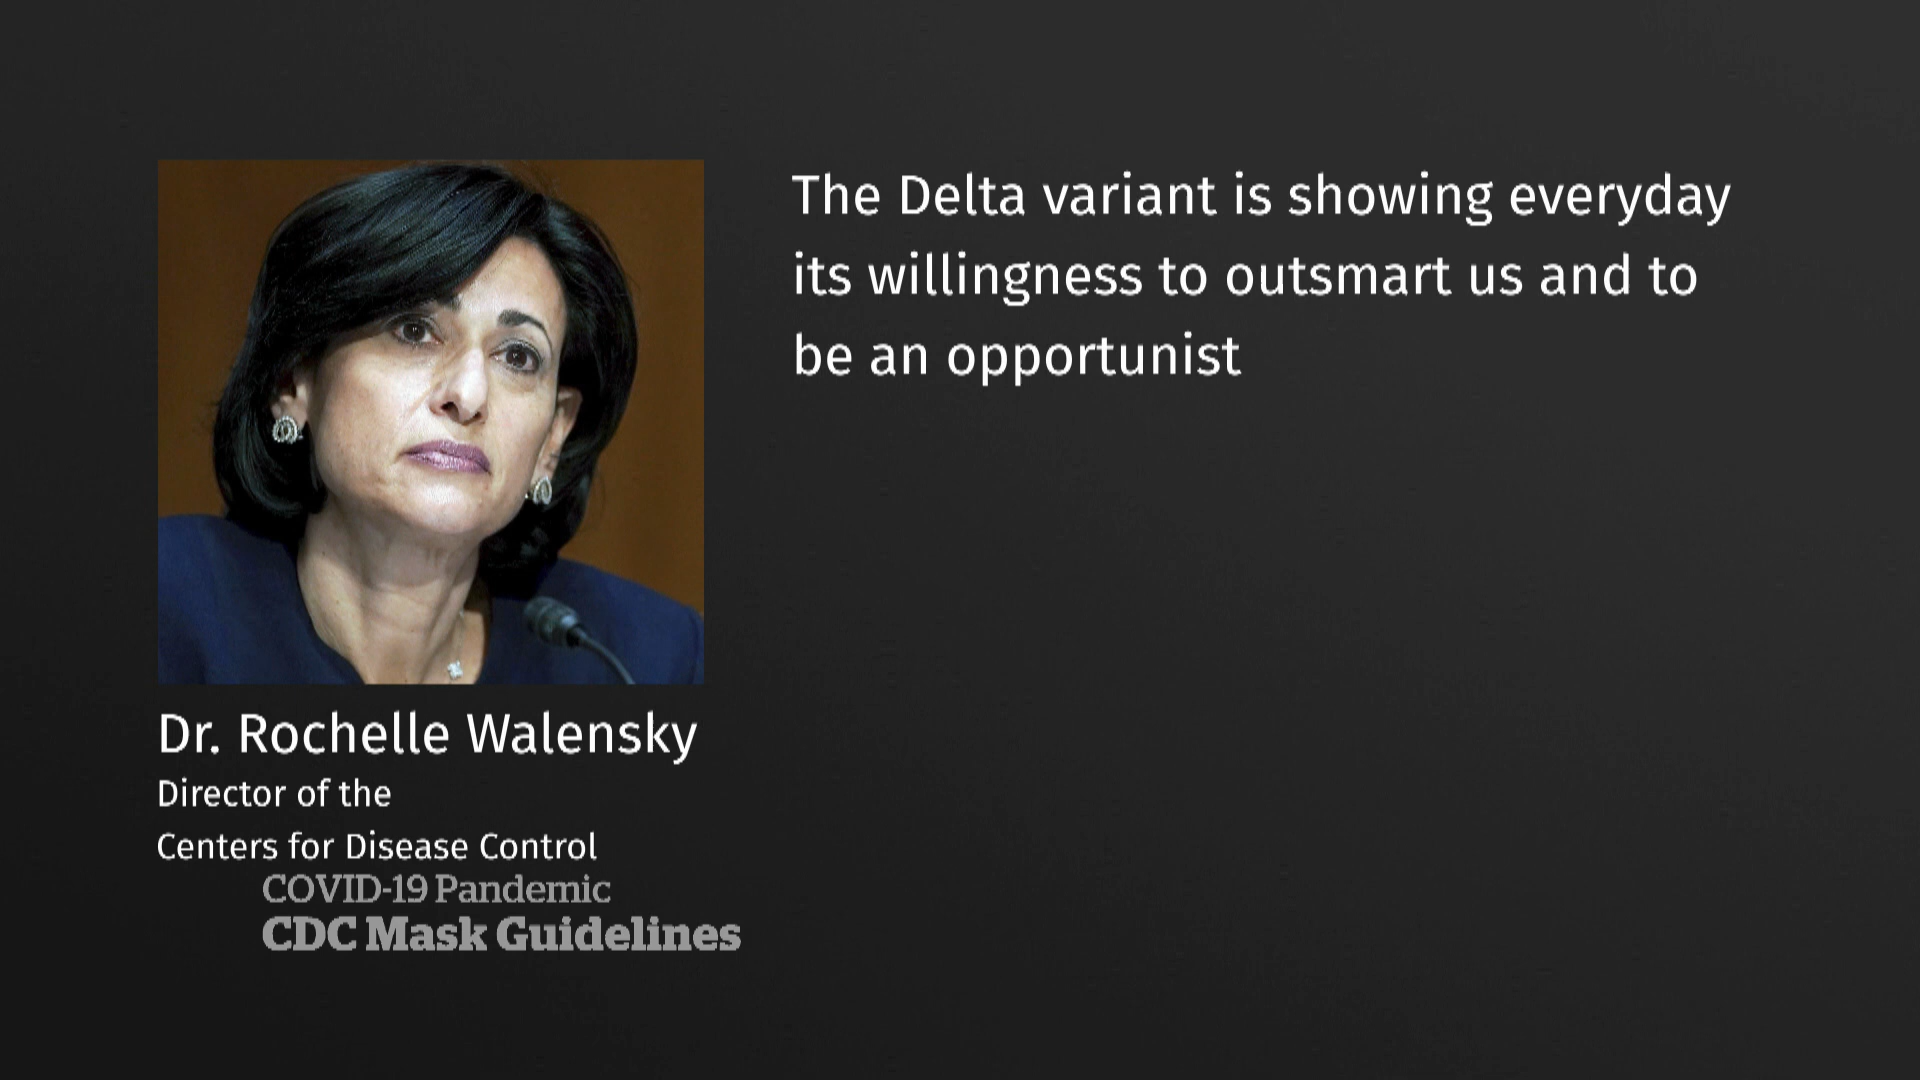 The Delta variant is showing everyday
its willingness to outsmart us and to
be an opportunist
Dr. Rochelle Walensky
Director of the
Centers for Disease Control
COVID-19 Pandemic
CDC Mask Guidelines